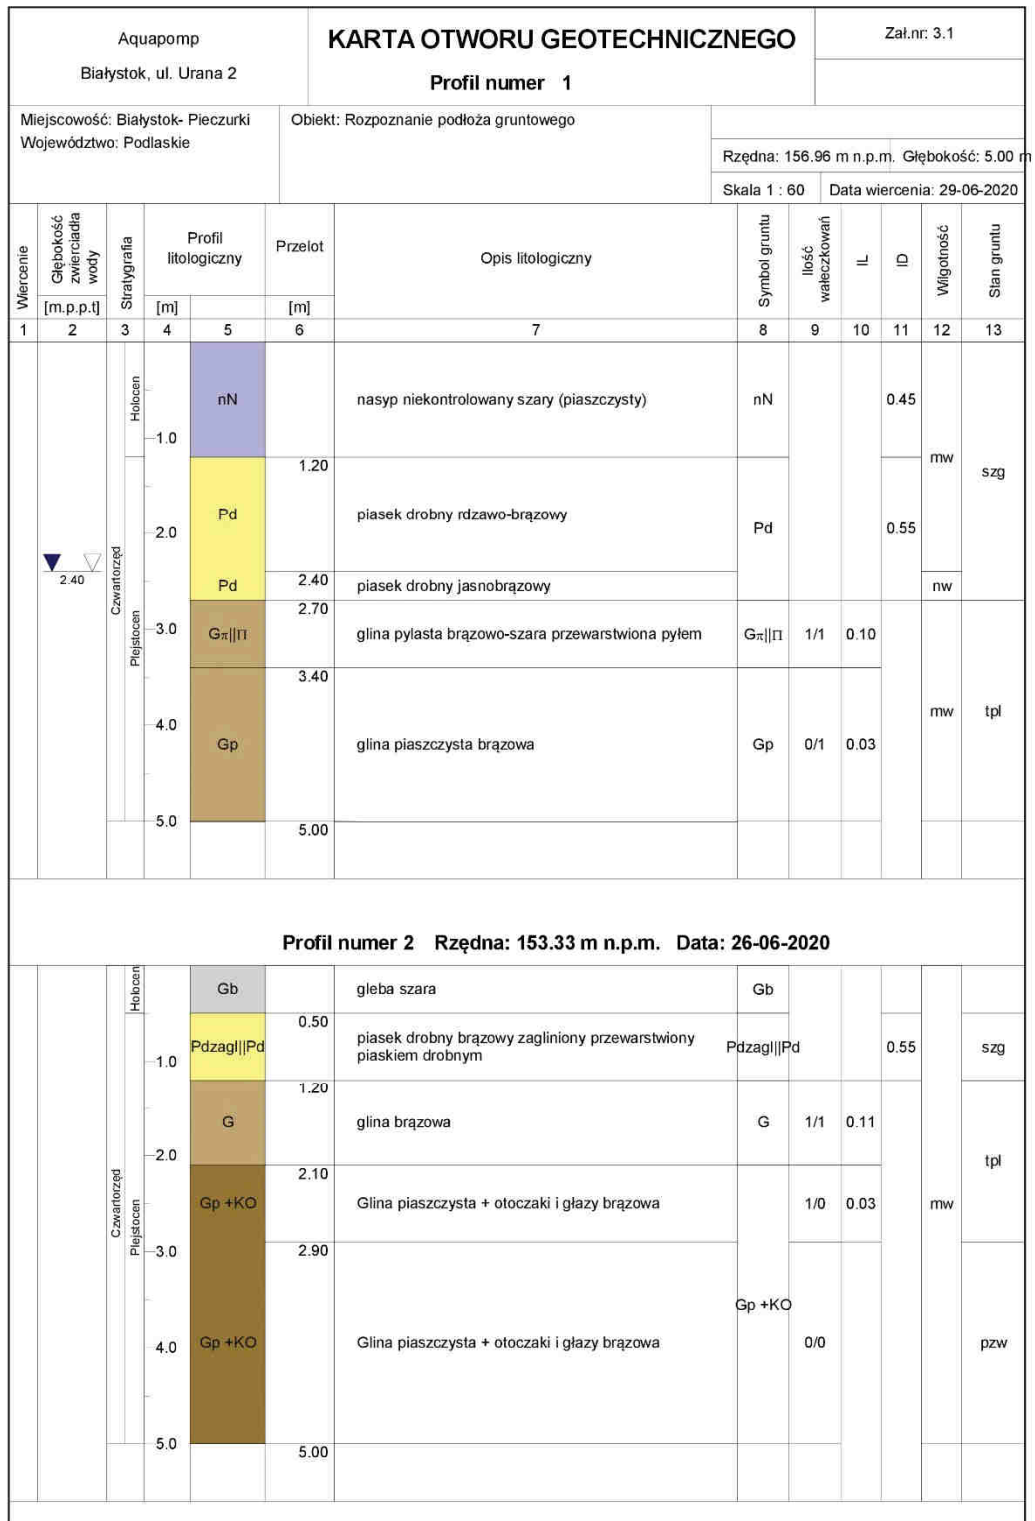 Aquapomp
Białystok, ul. Urana 2
KARTA OTWORU GEOTECHNICZNEGO
Profil numer 1
Zał.nr: 3.1
Miejscowość: Białystok- Pieczurki
Województwo: Podlaskie
Obiekt: Rozpoznanie podłoża gruntowego
Rzędna: 156.96 m n.p.m. Głębokość: 5.00 m
Skala 1 : 60 Data wiercenia: 29-06-2020
Wiercenie
Głębokość zwierciadła wody
[m.p.p.t]
Stratygrafia
Profil litologiczny
[m]
Przelot
[m]
Opis litologiczny
Symbol gruntu
Ilość wałeczkowań
IL
ID
Wilgotność
Stan gruntu
1 2 3 4 5 6 7 8 9 10 11 12 13
Holocen
nN
nasyp niekontrolowany szary (piaszczysty)
nN
0.45
1.0
1.20
mw
szg
Pd
piasek drobny rdzawo-brązowy
Pd
0.55
2.0
2.40
Czwartorzęd
Plejstocen
Pd
2.40
piasek drobny jasnobrązowy
nw
2.70
3.0
Gπ||Π
glina pylasta brązowo-szara przewarstwiona pyłem
Gπ||Π
1/1
0.10
3.40
4.0
Gp
glina piaszczysta brązowa
Gp
0/1
0.03
mw
tpl
5.0
5.00
Profil numer 2 Rzędna: 153.33 m n.p.m. Data: 26-06-2020
Holocen
Gb
gleba szara
Gb
0.50
1.0
Pdzagl||Pd
piasek drobny brązowy zagliniony przewarstwiony
piaskiem drobnym
Pdzagl||Pd
0.55
szg
1.20
G
glina brązowa
G
1/1
0.11
2.0
2.10
tpl
Czwartorzęd
Plejstocen
Gp +KO
Glina piaszczysta + otoczaki i głazy brązowa
1/0
0.03
mw
3.0
2.90
Gp +KO
4.0
Gp +KO
Glina piaszczysta + otoczaki i głazy brązowa
0/0
pzw
5.0
5.00